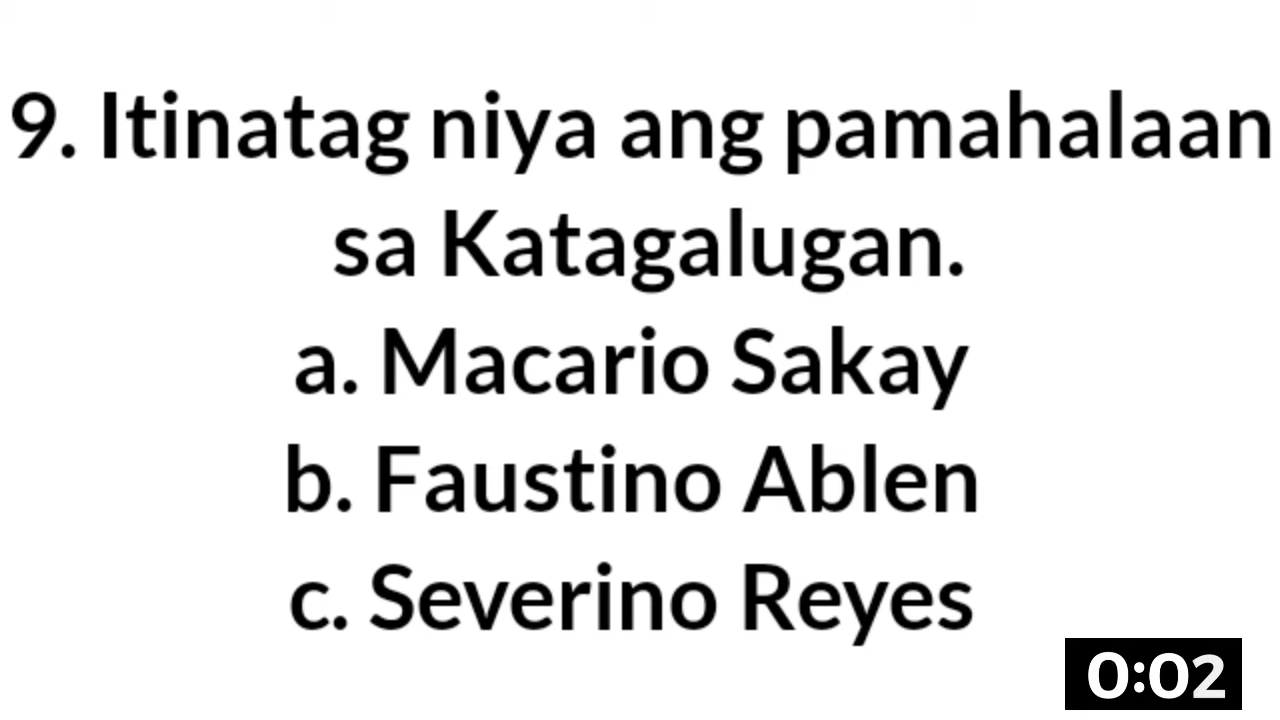 9. Itinatag niya ang pamahalaan
sa Katagalugan.
a. Macario Sakay
b. Faustino Ablen
c. Severino Reyes
0:02